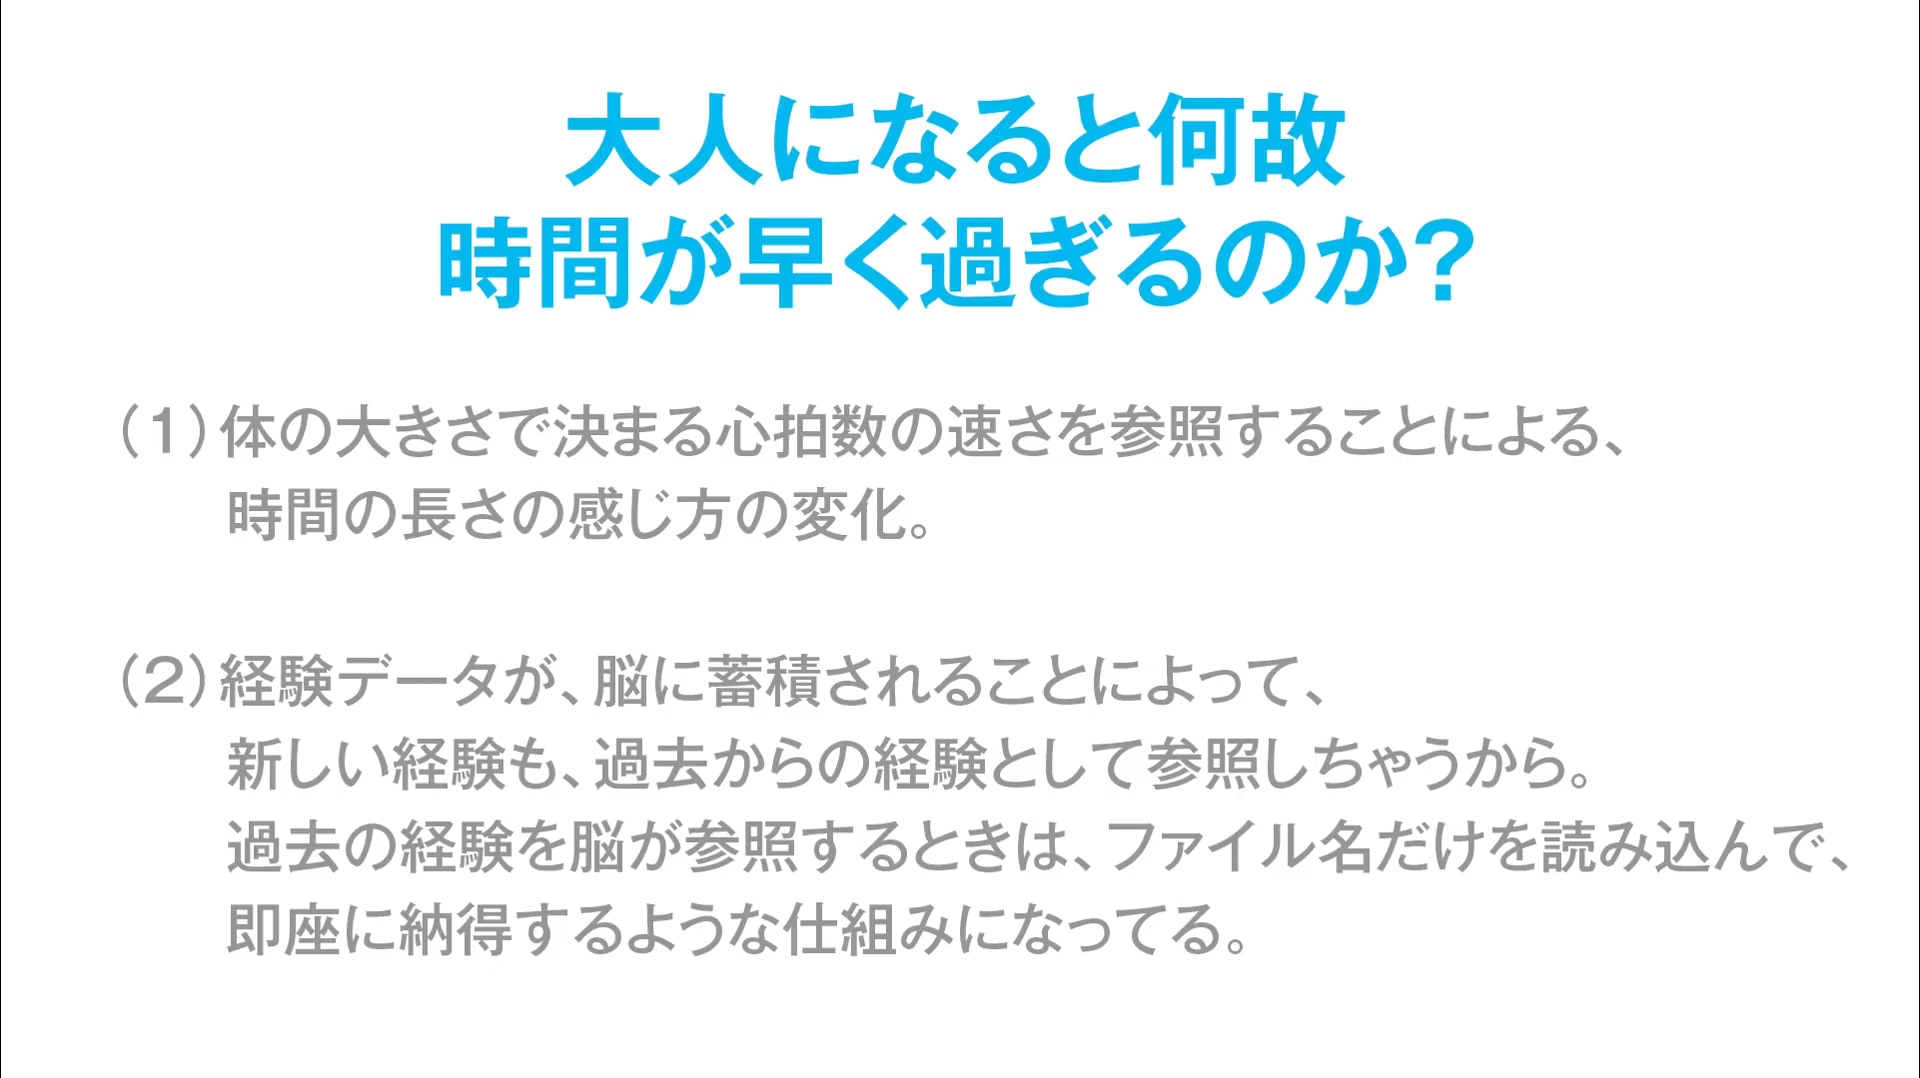 大人になると何故
時間が早く過ぎるのか?
(1)体の大きさで決まる心拍数の速さを参照することによる、
時間の長さの感じ方の変化。
(2)経験データが、脳に蓄積されることによって、
新しい経験も、過去からの経験として参照しちゃうから。
過去の経験を脳が参照するときは、ファイル名だけを読み込んで、
即座に納得するような仕組みになってる。